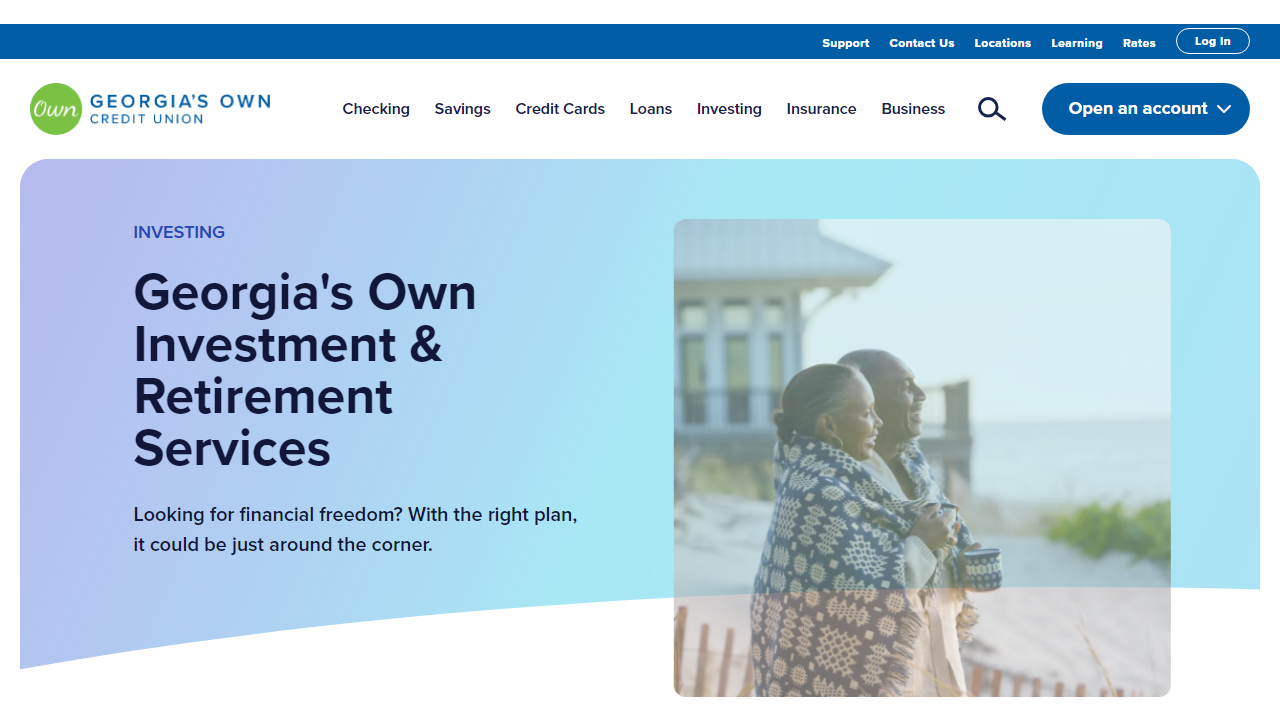 Support Contact Us Locations Learning Rates Log In
Own GEORGIA'S OWN
CREDIT UNION
Checking Savings Credit Cards Loans Investing Insurance Business Open an account
INVESTING
Georgia's Own
Investment &
Retirement
Services
Looking for financial freedom? With the right plan,
it could be just around the corner.